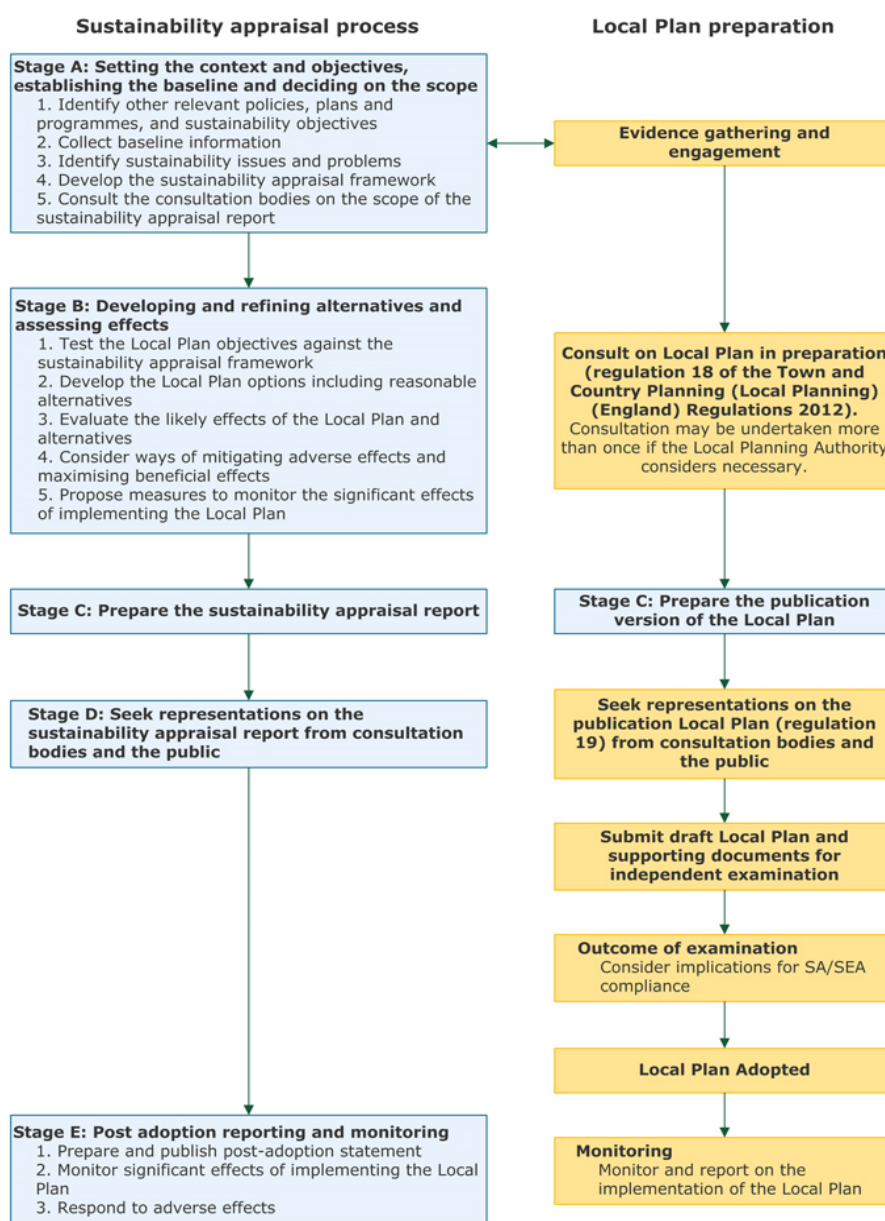 Sustainability appraisal process
Local Plan preparation
Stage A: Setting the context and objectives,
establishing the baseline and deciding on the scope
1. Identify other relevant policies, plans and
programmes, and sustainability objectives
2. Collect baseline information
3. Identify sustainability issues and problems
4. Develop the sustainability appraisal framework
5. Consult the consultation bodies on the scope of the
sustainability appraisal report
Evidence gathering and
engagement
Stage B: Developing and refining alternatives and
assessing effects
1. Test the Local Plan objectives against the
sustainability appraisal framework
2. Develop the Local Plan options including reasonable
alternatives
3. Evaluate the likely effects of the Local Plan and
alternatives
4. Consider ways of mitigating adverse effects and
maximising beneficial effects
5. Propose measures to monitor the significant effects
of implementing the Local Plan
Consult on Local Plan in preparation
(regulation 18 of the Town and
Country Planning (Local Planning)
(England) Regulations 2012).
Consultation may be undertaken more
than once if the Local Planning Authority
considers necessary.
Stage C: Prepare the sustainability appraisal report
Stage C: Prepare the publication
version of the Local Plan
Stage D: Seek representations on the
sustainability appraisal report from consultation
bodies and the public
Seek representations on the
publication Local Plan (regulation
19) from consultation bodies and
the public
Submit draft Local Plan and
supporting documents for
independent examination
Outcome of examination
Consider implications for SA/SEA
compliance
Local Plan Adopted
Stage E: Post adoption reporting and monitoring
1. Prepare and publish post-adoption statement
2. Monitor significant effects of implementing the Local
Plan
3. Respond to adverse effects
Monitoring
Monitor and report on the
implementation of the Local Plan